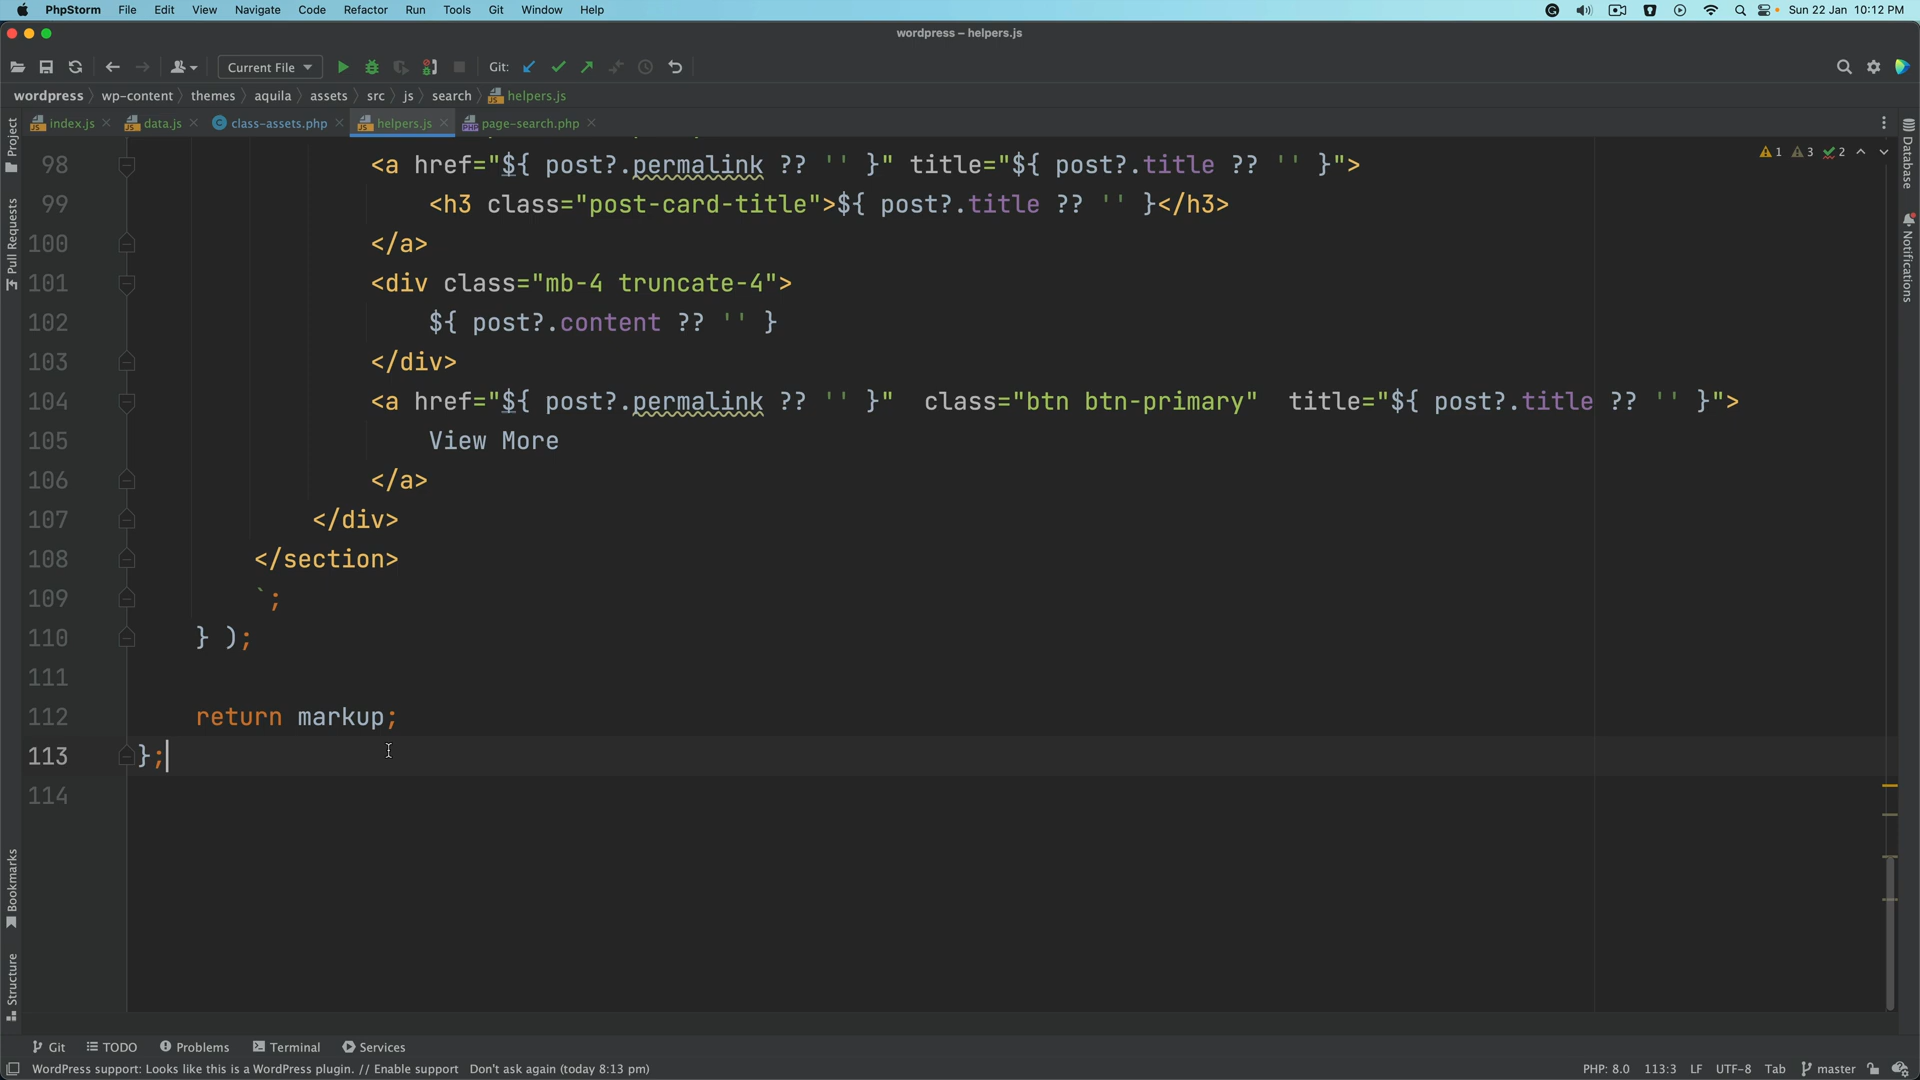 PhpStorm File Edit View Navigate Code Refactor Run Tools Git Window Help Sun 22 Jan 10:12 PM
wordpress – helpers.js
Current File Git:
wordpress wp-content themes aquila assets src js search helpers.js
index.js data.js class-assets.php helpers.js page-search.php
1 3 2
98 <a href="${ post?.permalink ?? '' }" title="${ post?.title ?? '' }">
99 <h3 class="post-card-title">${ post?.title ?? '' }</h3>
100 </a>
101 <div class="mb-4 truncate-4">
102 ${ post?.content ?? '' }
103 </div>
104 <a href="${ post?.permalink ?? '' }" class="btn btn-primary" title="${ post?.title ?? '' }">
105 View More
106 </a>
107 </div>
108 </section>
109 `;
110 } );
111
112 return markup;
113 };
114
Project
Pull Requests
Bookmarks
Structure
Database
Notifications
Git TODO Problems Terminal Services
WordPress support: Looks like this is a WordPress plugin. // Enable support Don't ask again (today 8:13 pm) PHP: 8.0 113:3 LF UTF-8 Tab master